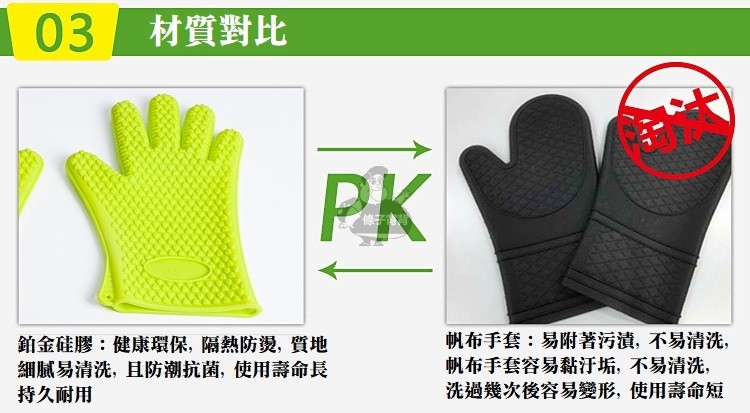 03 材質對比
淘汰
PK
條子背背
鉑金硅膠：健康環保, 隔熱防燙, 質地
細膩易清洗, 且防潮抗菌, 使用壽命長
持久耐用
帆布手套：易附著污漬, 不易清洗,
帆布手套容易黏汙垢, 不易清洗,
洗過幾次後容易變形, 使用壽命短